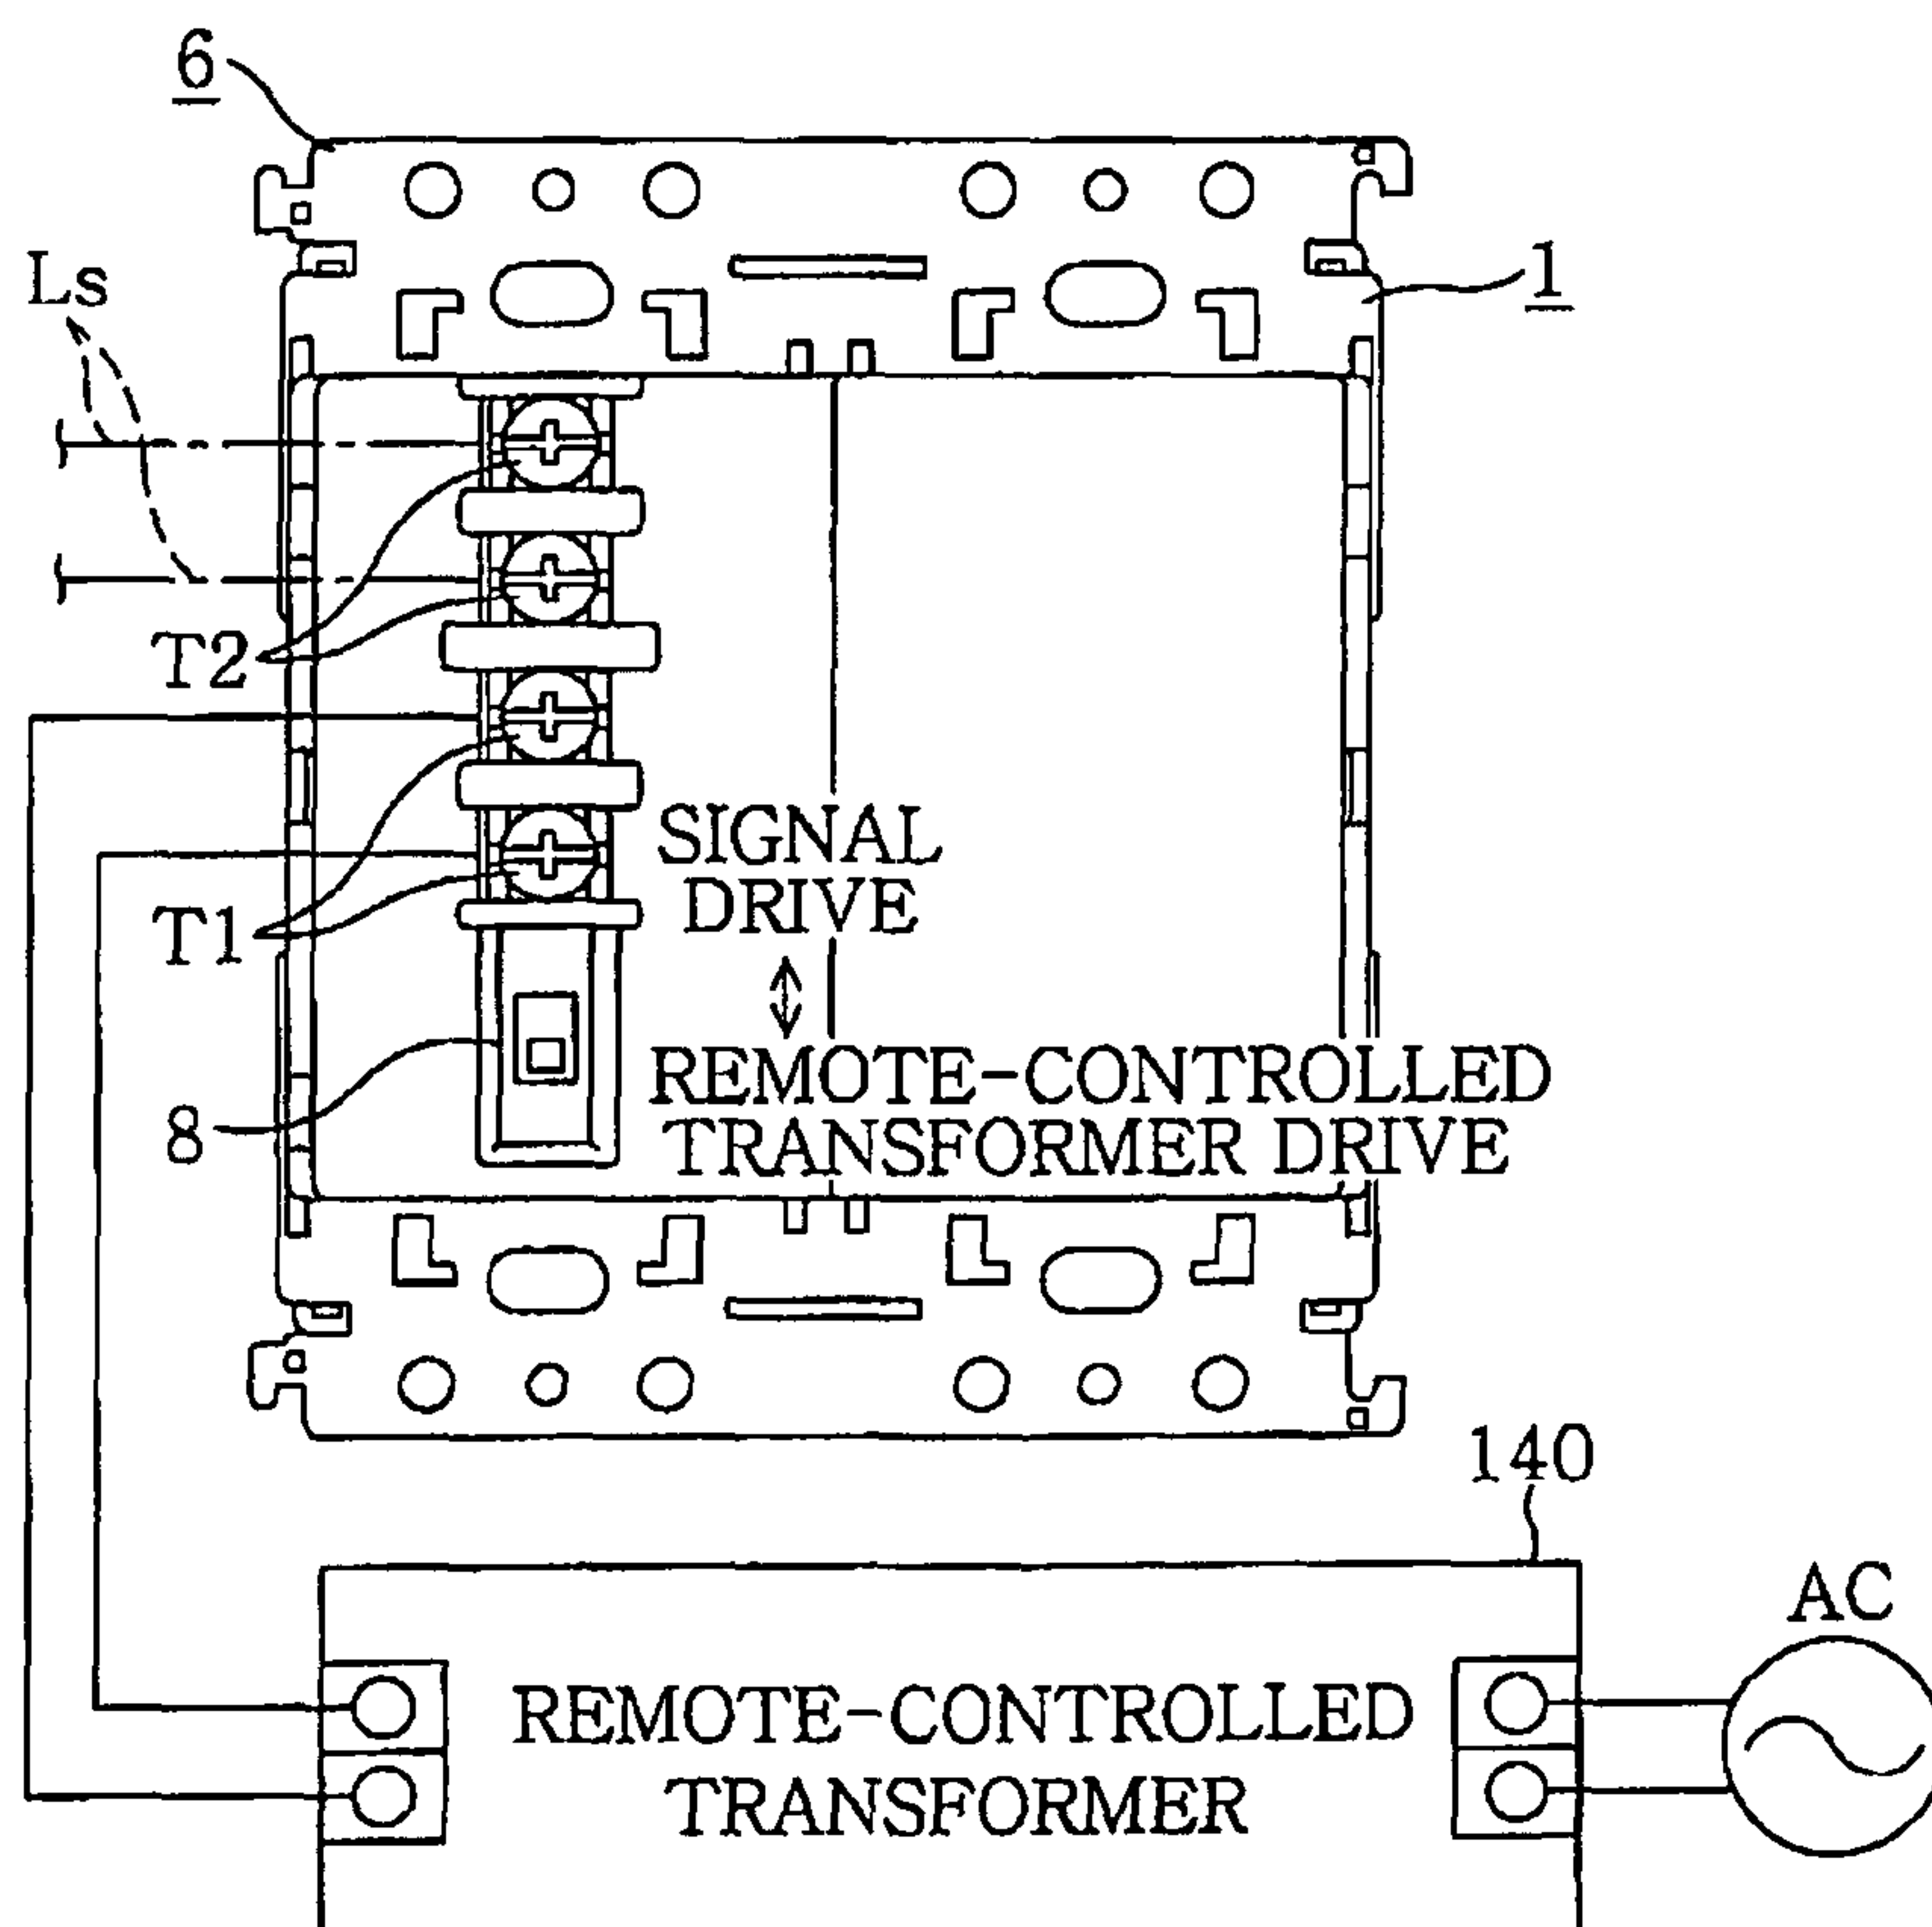 6
Ls
1
T2
SIGNAL
DRIVE
T1
REMOTE-CONTROLLED
TRANSFORMER DRIVE
8
140
AC
REMOTE-CONTROLLED
TRANSFORMER